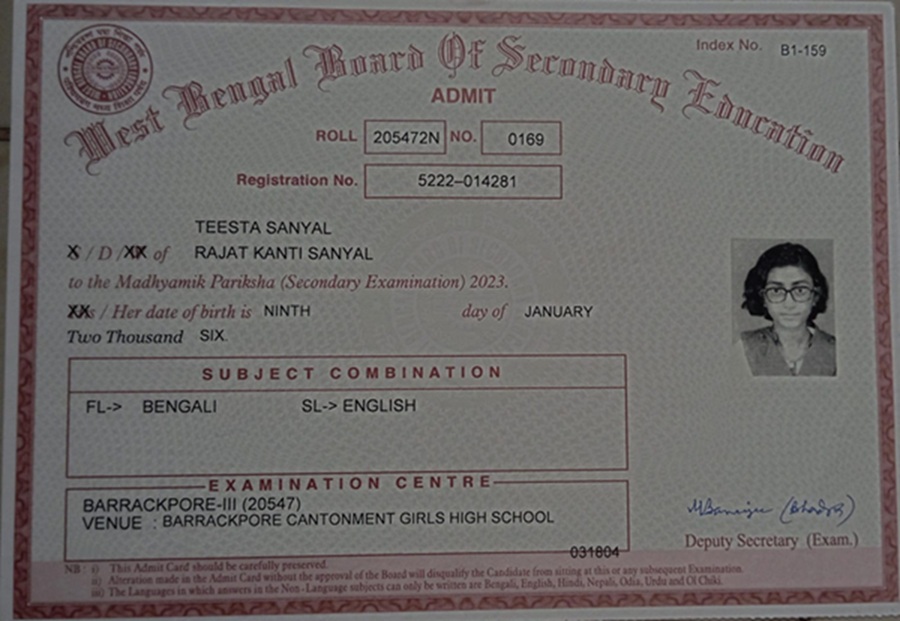 Index No. B1-159
West Bengal Board Of Secondary Education
ADMIT
ROLL 205472N NO. 0169
Registration No. 5222-014281
TEESTA SANYAL
S / D / XX of RAJAT KANTI SANYAL
to the Madhyamik Pariksha (Secondary Examination) 2023.
XXs / Her date of birth is NINTH day of JANUARY
Two Thousand SIX.
SUBJECT COMBINATION
FL-> BENGALI SL-> ENGLISH
EXAMINATION CENTRE
BARRACKPORE-III (20547)
VENUE : BARRACKPORE CANTONMENT GIRLS HIGH SCHOOL
Deputy Secretary (Exam.)
031804
NB : i) This Admit Card should be carefully preserved.
ii) Alteration made in the Admit Card without the approval of the Board will disqualify the Candidate from sitting at this or any subsequent Examination.
iii) The Languages in which answers in the Non-Language subjects can only be written are Bengali, English, Hindi, Nepali, Odia, Urdu and Ol Chiki.